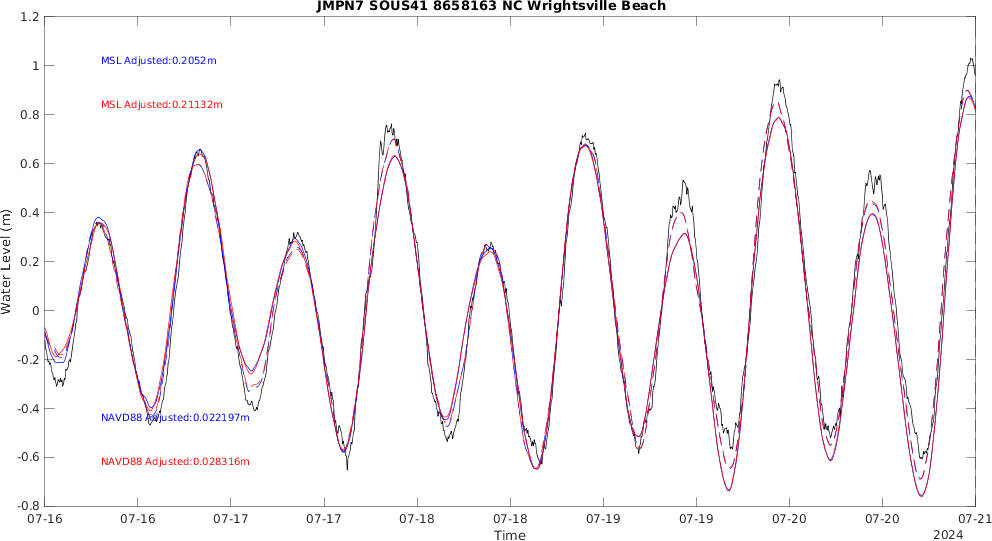 JMPN7 SOUS41 8658163 NC Wrightsville Beach
1.2
1
0.8
0.6
0.4
0.2
0
-0.2
-0.4
-0.6
-0.8
Water Level (m)
MSL Adjusted:0.2052m
MSL Adjusted:0.21132m
NAVD88 Adjusted:0.022197m
NAVD88 Adjusted:0.028316m
07-16 07-16 07-17 07-17 07-18 07-18 07-19 07-19 07-20 07-20 07-21
Time
2024